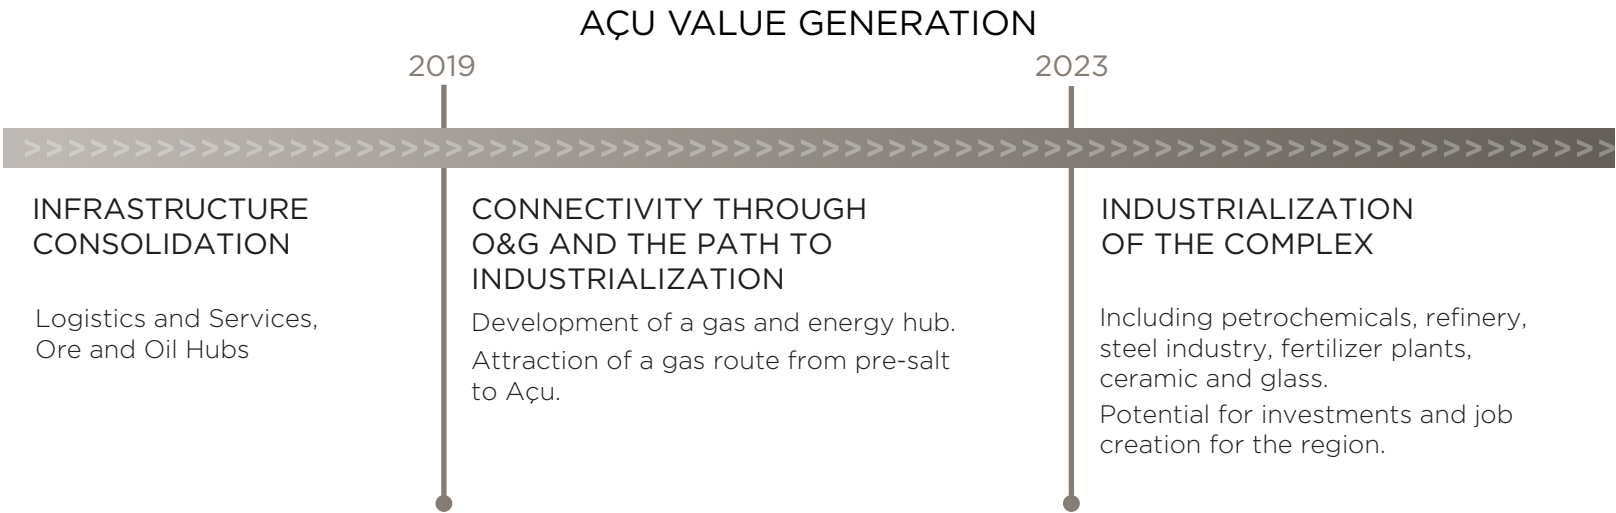 AÇU VALUE GENERATION
2019
2023
>>>>>>>>>>>>>>>>>>>>>>>>>>>>>>>>>>>>>>>>>>>>>>>>>>>>>>>>>>>>>>>>>>>>>>>>
INFRASTRUCTURE
CONSOLIDATION
Logistics and Services,
Ore and Oil Hubs
CONNECTIVITY THROUGH
O&G AND THE PATH TO
INDUSTRIALIZATION
Development of a gas and energy hub.
Attraction of a gas route from pre-salt
to Açu.
INDUSTRIALIZATION
OF THE COMPLEX
Including petrochemicals, refinery,
steel industry, fertilizer plants,
ceramic and glass.
Potential for investments and job
creation for the region.